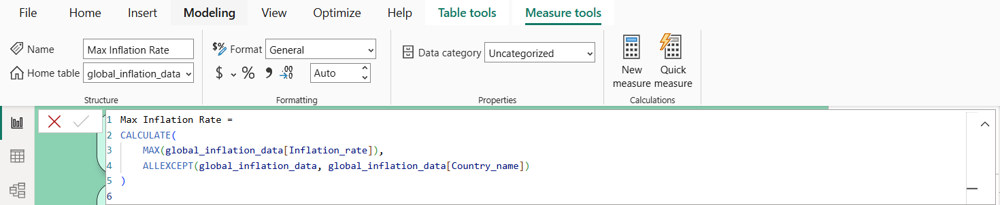 File Home Insert Modeling View Optimize Help Table tools Measure tools
Name Max Inflation Rate
Home table global_inflation_data
Structure
$% Format General
$ % , .00 →0 Auto
Formatting
Data category Uncategorized
Properties
New measure
Quick measure
Calculations
1 Max Inflation Rate =
2 CALCULATE(
3 MAX(global_inflation_data[Inflation_rate]),
4 ALLEXCEPT(global_inflation_data, global_inflation_data[Country_name])
5 )
6